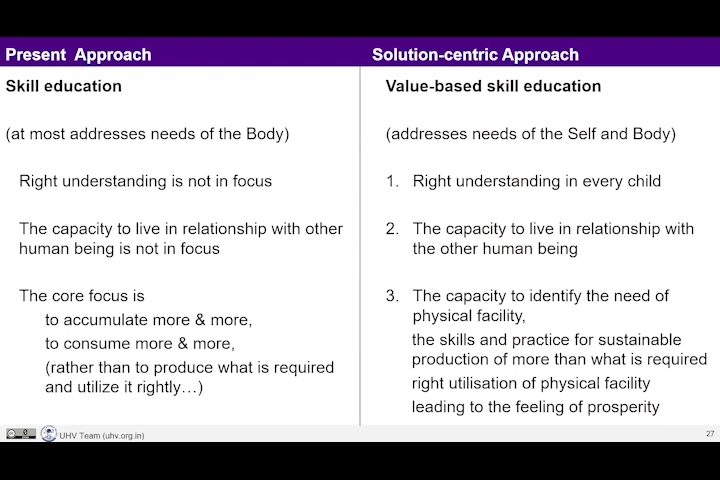 Present Approach
Skill education
(at most addresses needs of the Body)
Right understanding is not in focus
The capacity to live in relationship with other
human being is not in focus
The core focus is
to accumulate more & more,
to consume more & more,
(rather than to produce what is required
and utilize it rightly…)
Solution-centric Approach
Value-based skill education
(addresses needs of the Self and Body)
1. Right understanding in every child
2. The capacity to live in relationship with
the other human being
3. The capacity to identify the need of
physical facility,
the skills and practice for sustainable
production of more than what is required
right utilisation of physical facility
leading to the feeling of prosperity
UHV Team (uhv.org.in)
27